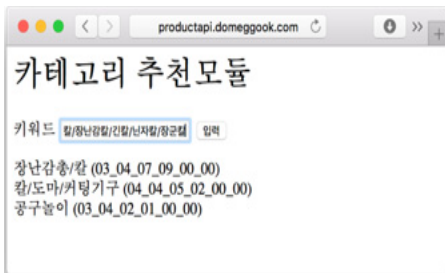 productapi.domeggook.com
카테고리 추천모듈
키워드 칼/장난감칼/긴칼/닌자칼/장군칼 입력
장난감총/칼 (03_04_07_09_00_00)
칼/도마/커팅기구 (04_04_05_02_00_00)
공구놀이 (03_04_02_01_00_00)